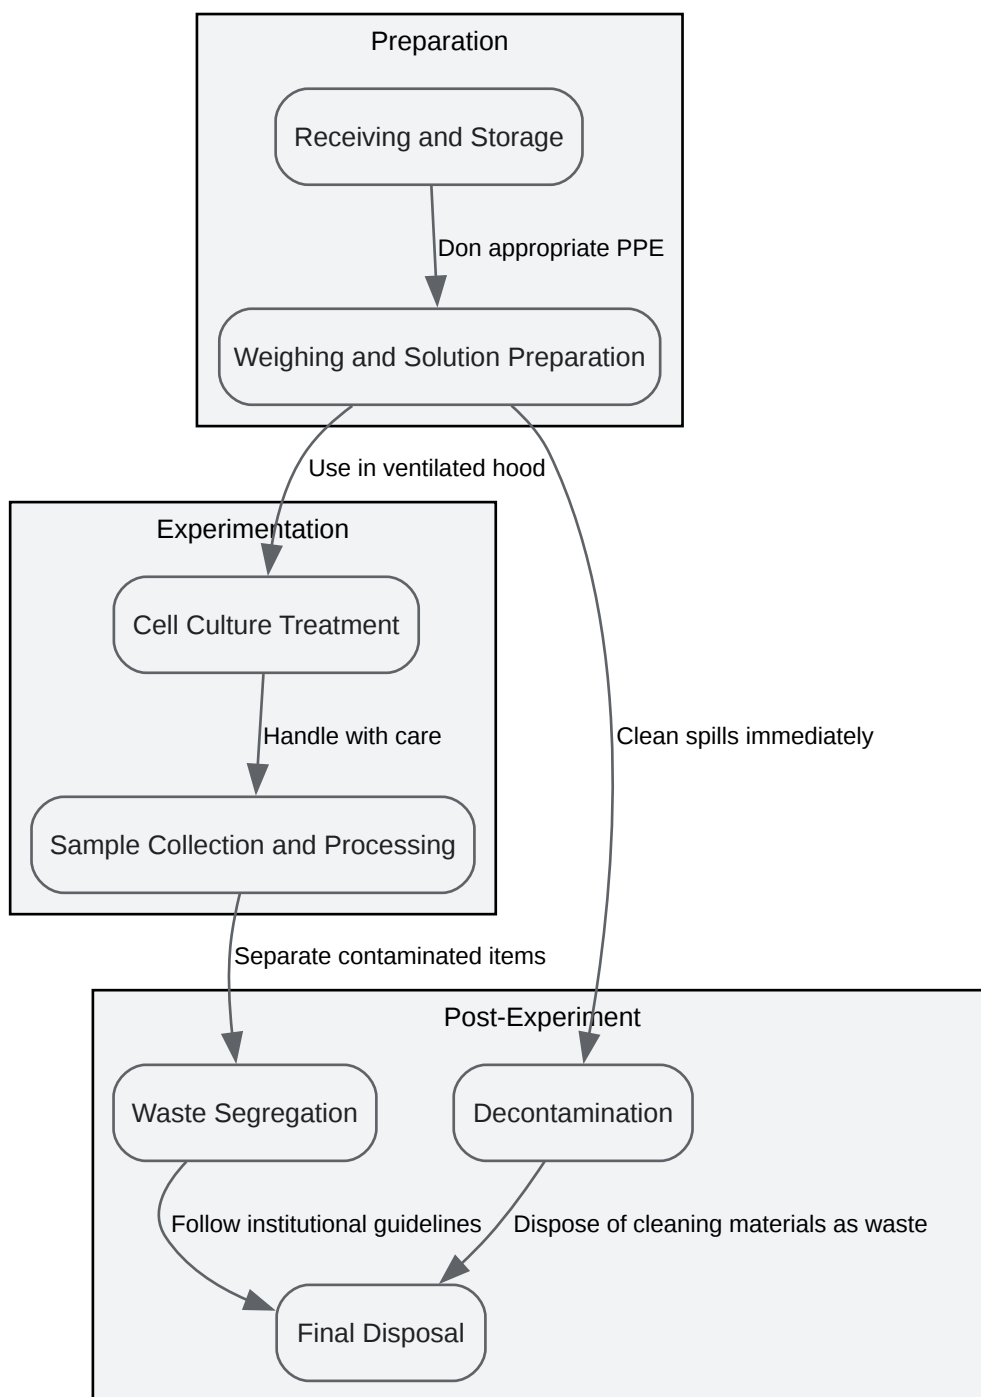 Preparation
Receiving and Storage
Don appropriate PPE
Weighing and Solution Preparation
Use in ventilated hood
Experimentation
Cell Culture Treatment
Handle with care
Clean spills immediately
Sample Collection and Processing
Separate contaminated items
Post-Experiment
Waste Segregation
Decontamination
Follow institutional guidelines
Dispose of cleaning materials as waste
Final Disposal